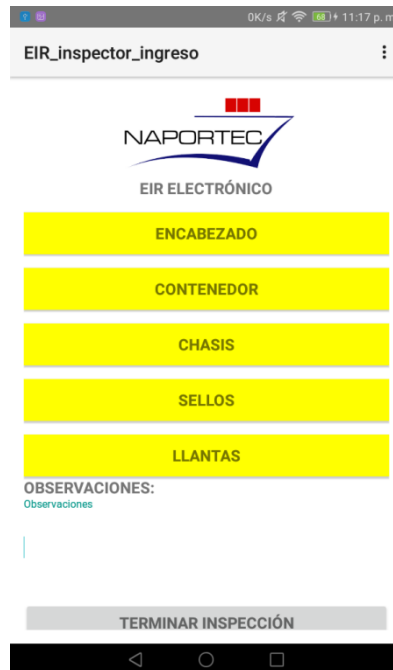 0K/s 68 11:17 p. m
EIR_inspector_ingreso
NAPORTEC
EIR ELECTRÓNICO
ENCABEZADO
CONTENEDOR
CHASIS
SELLOS
LLANTAS
OBSERVACIONES:
Observaciones
TERMINAR INSPECCIÓN